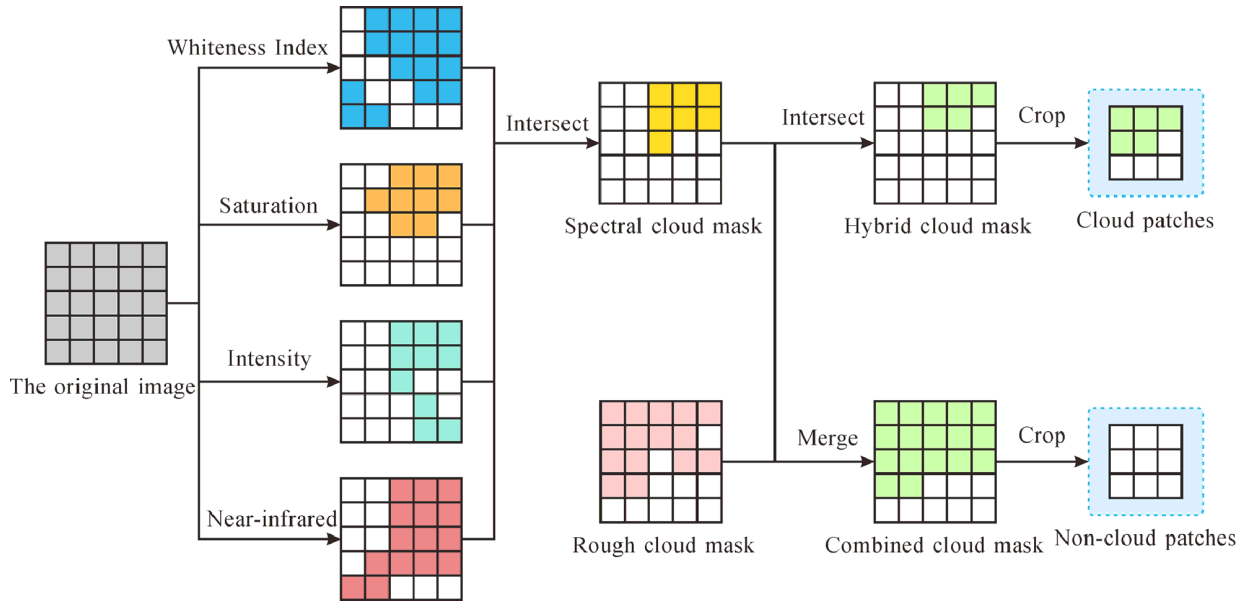 Whiteness Index
Saturation
The original image
Intensity
Near-infrared
Intersect
Spectral cloud mask
Rough cloud mask
Intersect
Hybrid cloud mask
Merge
Combined cloud mask
Crop
Cloud patches
Crop
Non-cloud patches